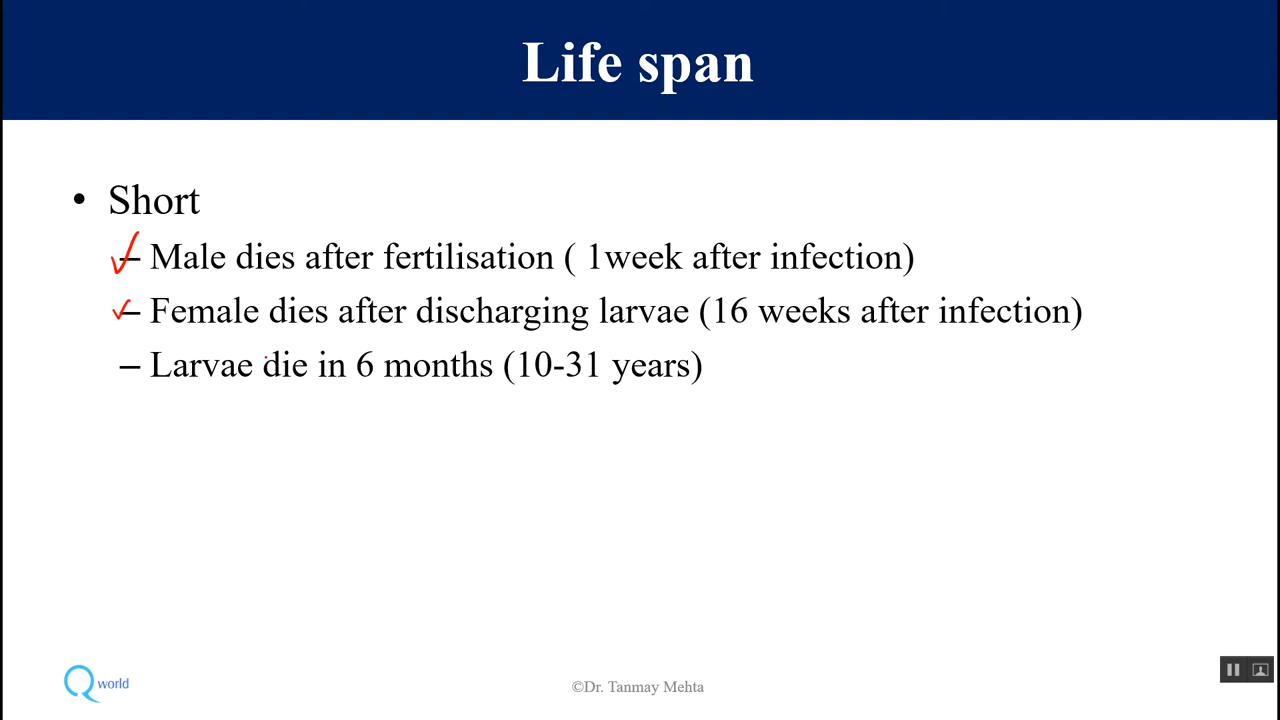 Life span
• Short
– Male dies after fertilisation ( 1week after infection)
– Female dies after discharging larvae (16 weeks after infection)
– Larvae die in 6 months (10-31 years)
Q world
©Dr. Tanmay Mehta